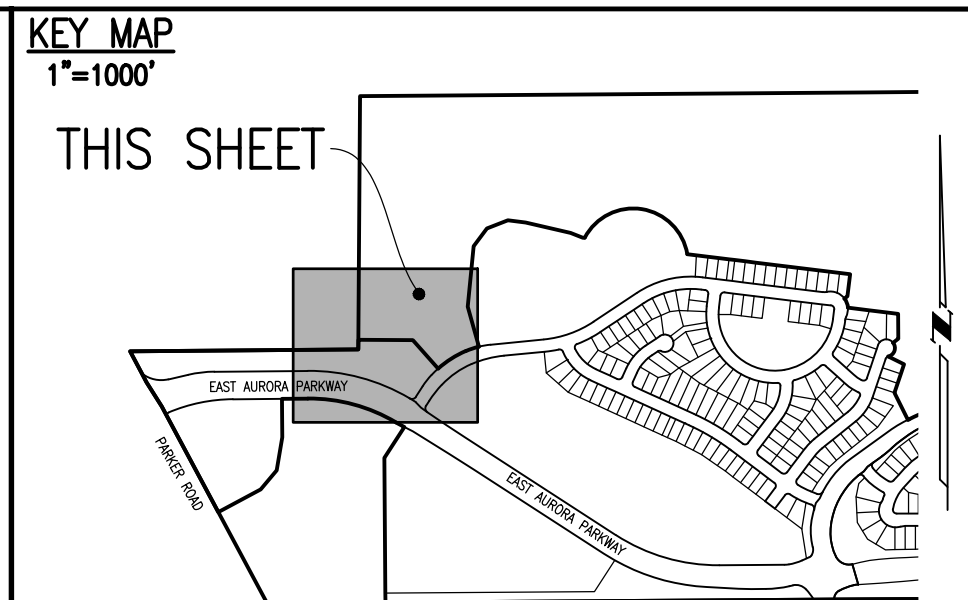 KEY MAP
1"=1000'
THIS SHEET
EAST AURORA PARKWAY
PARKER ROAD
EAST AURORA PARKWAY
N